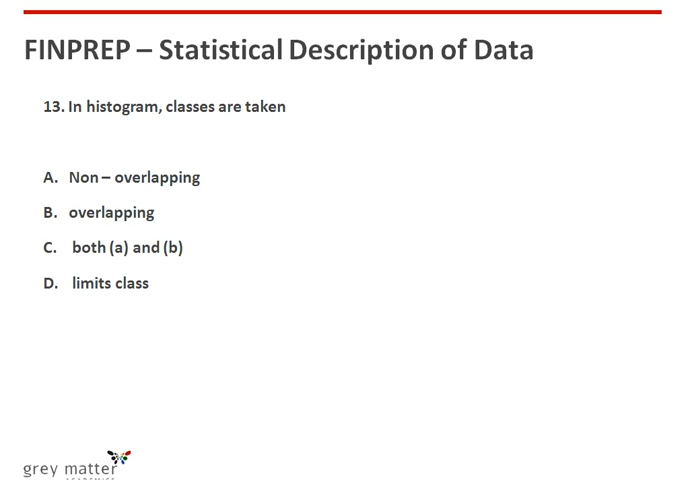 FINPREP – Statistical Description of Data
13. In histogram, classes are taken
A. Non – overlapping
B. overlapping
C. both (a) and (b)
D. limits class
grey matter